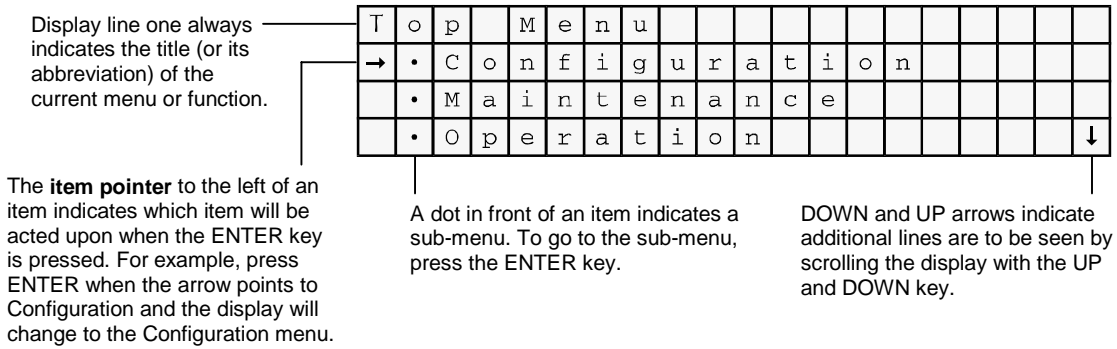 Display line one always
indicates the title (or its
abbreviation) of the
current menu or function.
Top Menu
→ • Configuration
• Maintenance
• Operation ↓
The item pointer to the left of an
item indicates which item will be
acted upon when the ENTER key
is pressed. For example, press
ENTER when the arrow points to
Configuration and the display will
change to the Configuration menu.
A dot in front of an item indicates a
sub-menu. To go to the sub-menu,
press the ENTER key.
DOWN and UP arrows indicate
additional lines are to be seen by
scrolling the display with the UP
and DOWN key.